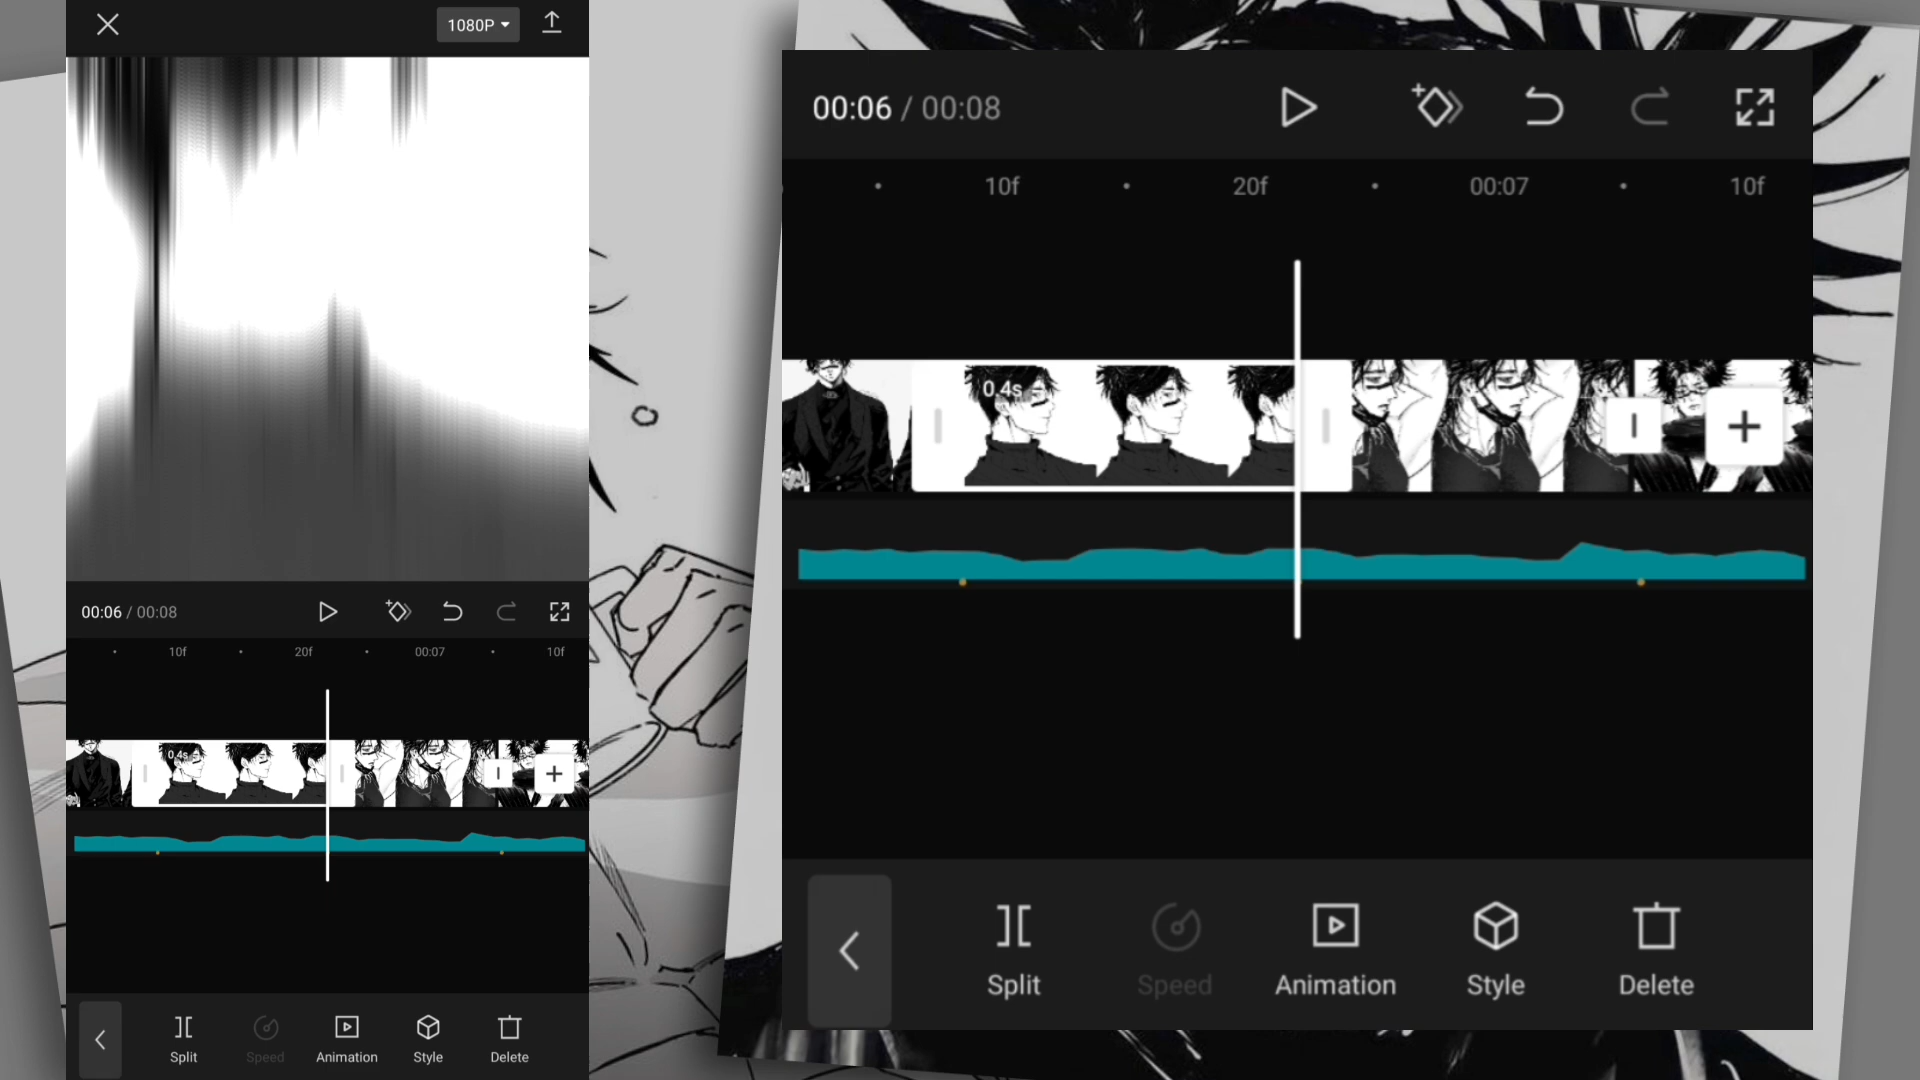 1080P
00:06 / 00:08
10f 20f 00:07 10f
0.4s
Split Speed Animation Style Delete
00:06 / 00:08
10f 20f 00:07 10f
0.4s
Split Speed Animation Style Delete